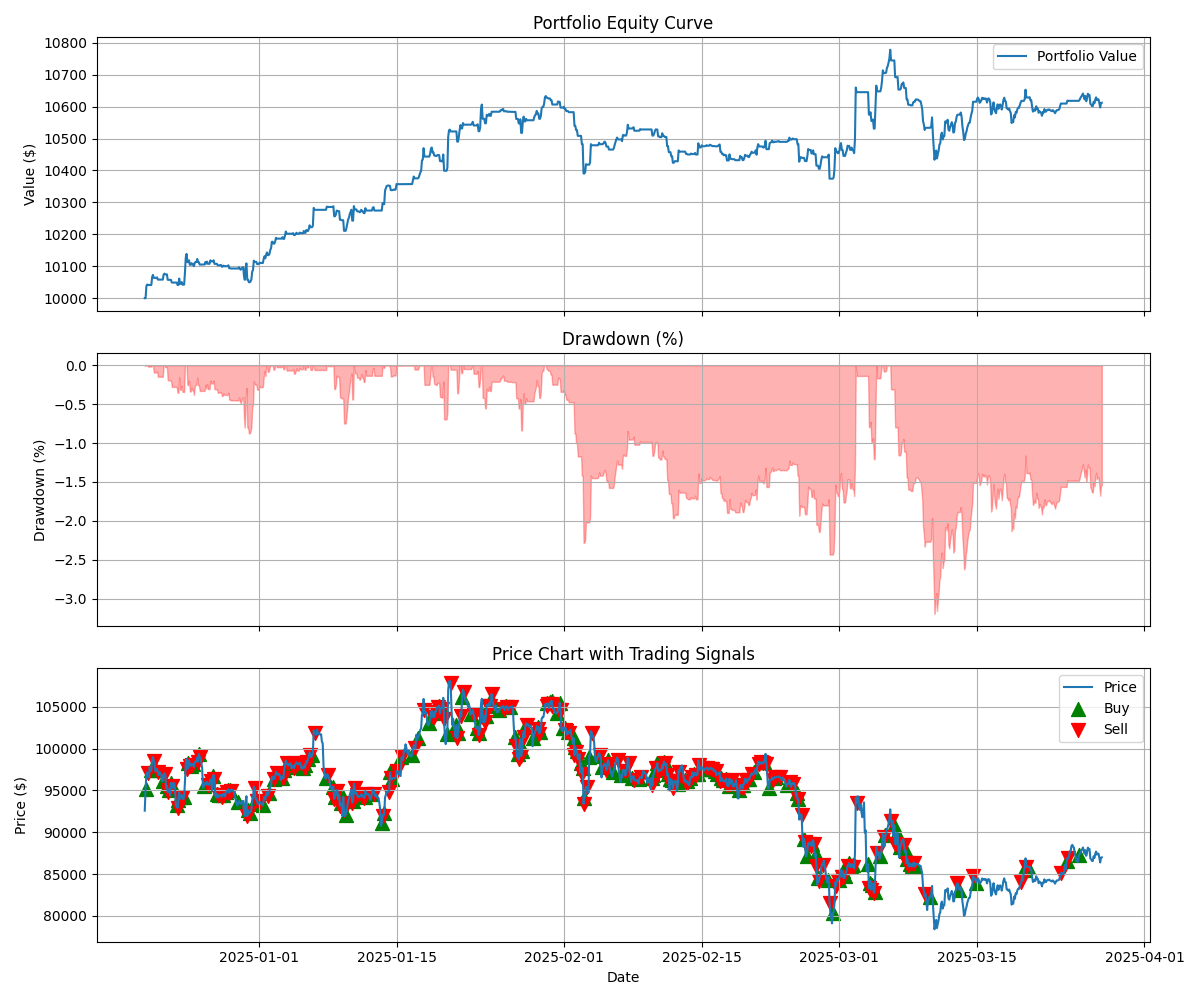 Portfolio Equity Curve
10800
10700
10600
10500
10400
10300
10200
10100
10000
Value ($)
Portfolio Value
Drawdown (%)
0.0
−0.5
−1.0
−1.5
−2.0
−2.5
−3.0
Drawdown (%)
Price Chart with Trading Signals
105000
100000
95000
90000
85000
80000
Price ($)
Price
Buy
Sell
2025-01-01
2025-01-15
2025-02-01
2025-02-15
2025-03-01
2025-03-15
2025-04-01
Date